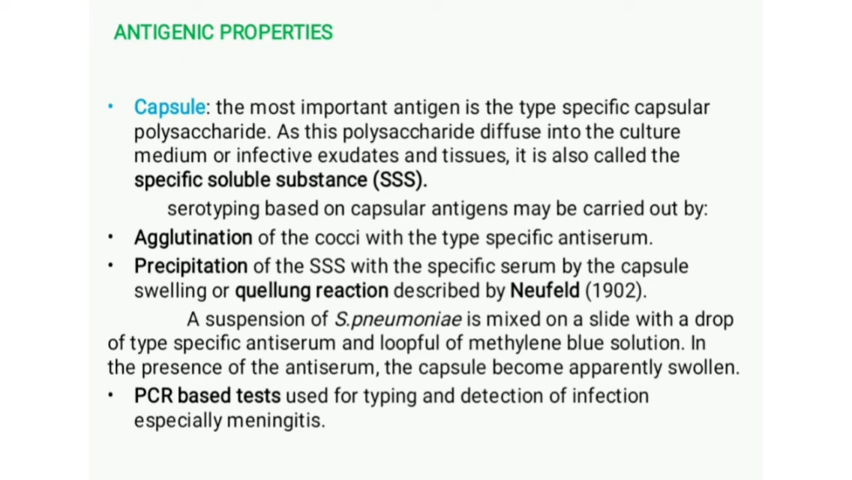 ANTIGENIC PROPERTIES
• Capsule: the most important antigen is the type specific capsular
polysaccharide. As this polysaccharide diffuse into the culture
medium or infective exudates and tissues, it is also called the
specific soluble substance (SSS).
serotyping based on capsular antigens may be carried out by:
• Agglutination of the cocci with the type specific antiserum.
• Precipitation of the SSS with the specific serum by the capsule
swelling or quellung reaction described by Neufeld (1902).
A suspension of S.pneumoniae is mixed on a slide with a drop
of type specific antiserum and loopful of methylene blue solution. In
the presence of the antiserum, the capsule become apparently swollen.
• PCR based tests used for typing and detection of infection
especially meningitis.